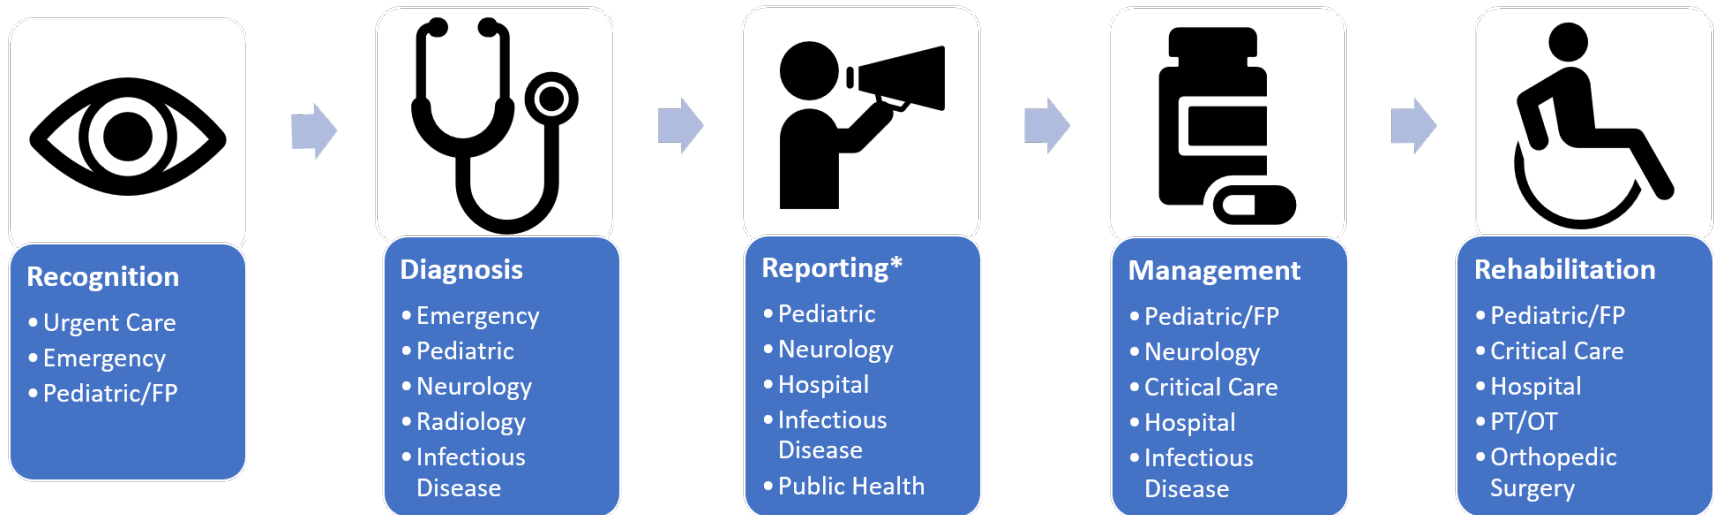 Recognition
• Urgent Care
• Emergency
• Pediatric/FP
Diagnosis
• Emergency
• Pediatric
• Neurology
• Radiology
• Infectious
Disease
Reporting*
• Pediatric
• Neurology
• Hospital
• Infectious
Disease
• Public Health
Management
• Pediatric/FP
• Neurology
• Critical Care
• Hospital
• Infectious
Disease
Rehabilitation
• Pediatric/FP
• Critical Care
• Hospital
• PT/OT
• Orthopedic
Surgery